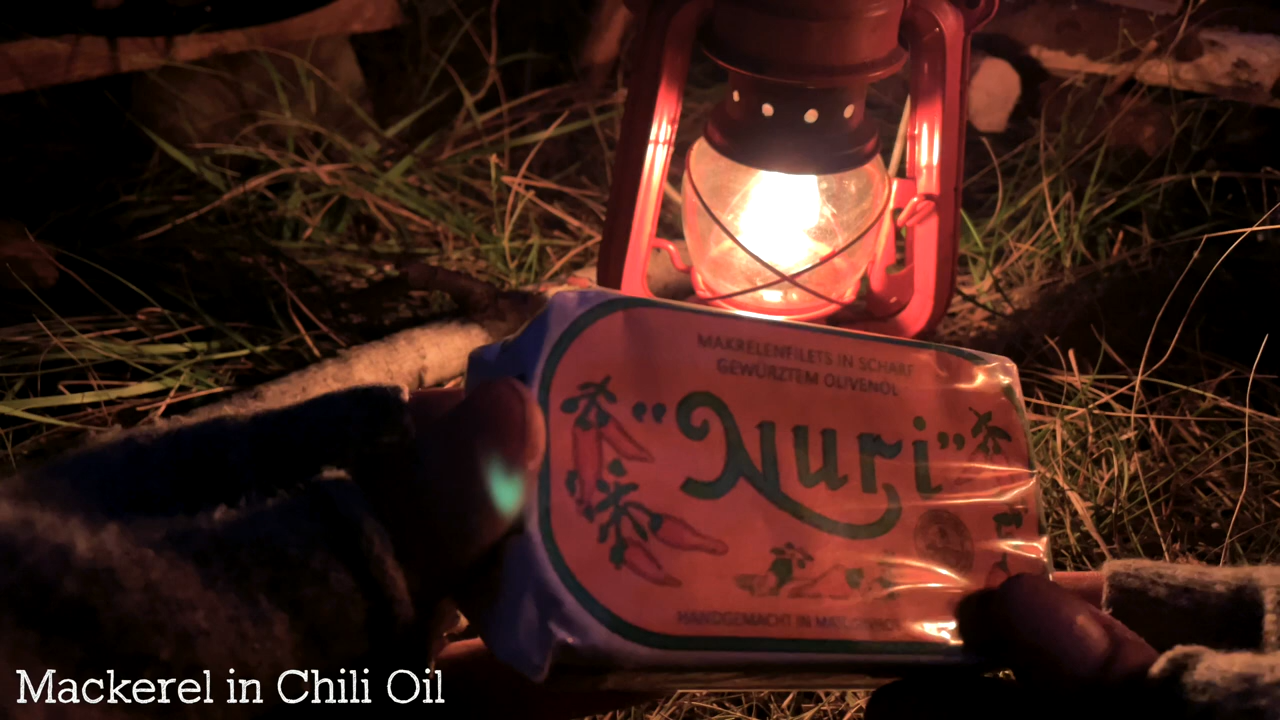 MAKRELENFILETS IN SCHARF
GEWÜRZTEM OLIVENÖL
"Nuri"
HANDGEMACHT IN
Mackerel in Chili Oil